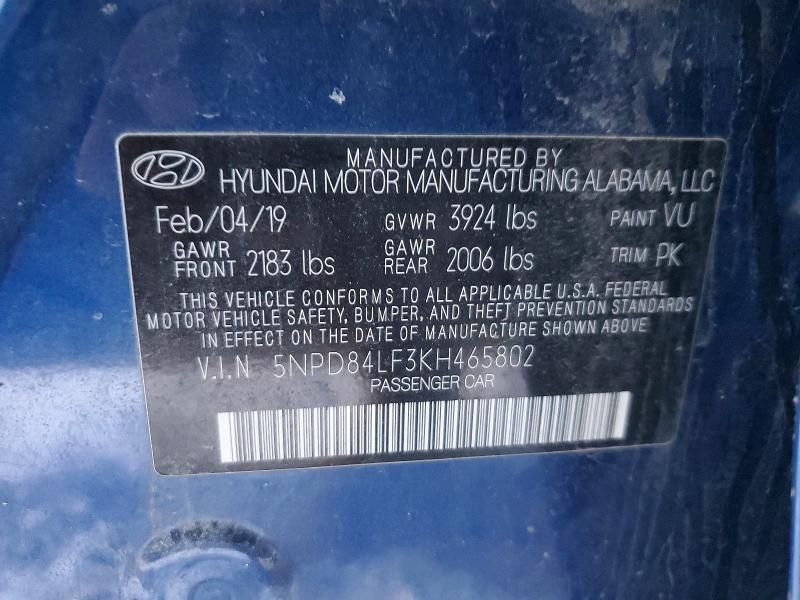 MANUFACTURED BY
HYUNDAI MOTOR MANUFACTURING ALABAMA, LLC
Feb/04/19 GVWR 3924 lbs PAINT VU
GAWR FRONT 2183 lbs GAWR REAR 2006 lbs TRIM PK
THIS VEHICLE CONFORMS TO ALL APPLICABLE U.S.A. FEDERAL
MOTOR VEHICLE SAFETY, BUMPER, AND THEFT PREVENTION STANDARDS
IN EFFECT ON THE DATE OF MANUFACTURE SHOWN ABOVE
V.I.N 5NPD84LF3KH465802
PASSENGER CAR